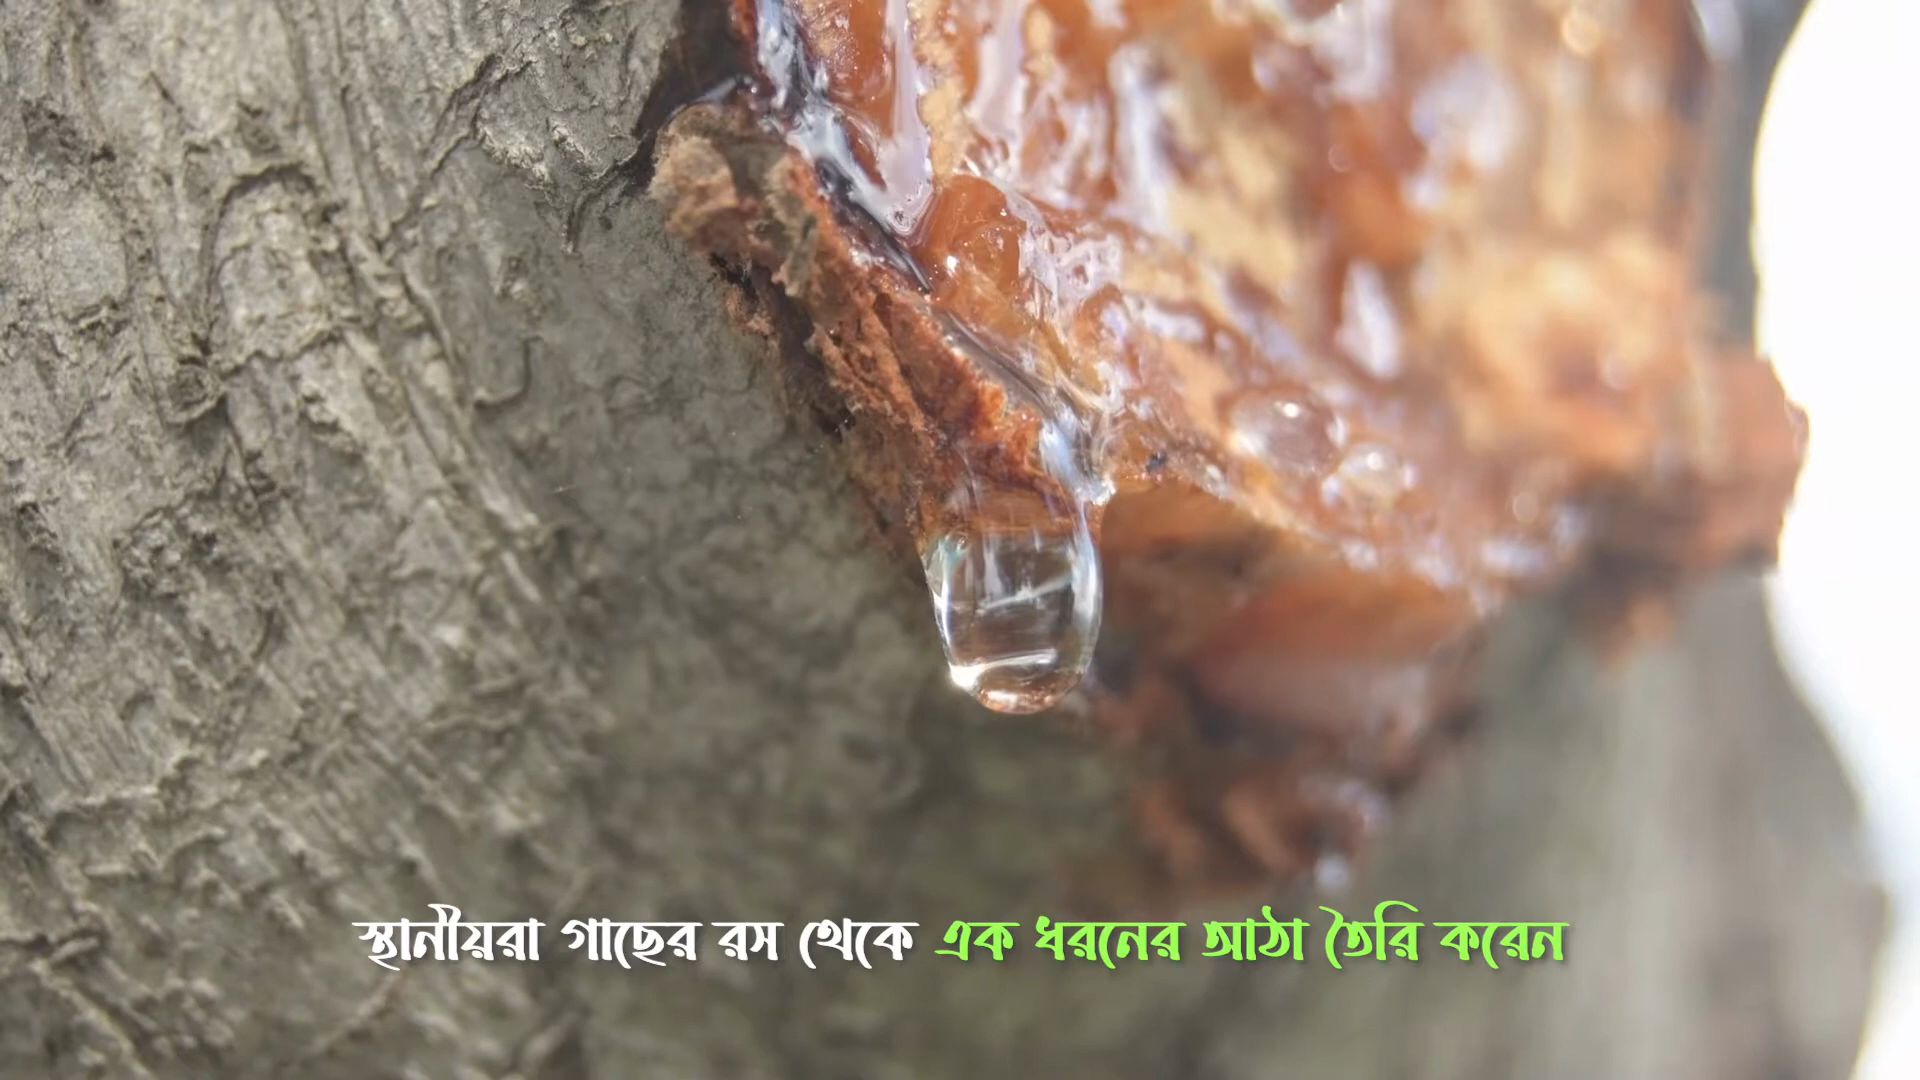 স্থানীয়রা গাছের রস থেকে এক ধরনের আঠা তৈরি করেন